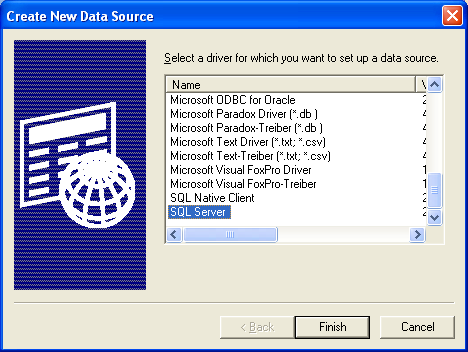 Create New Data Source
Select a driver for which you want to set up a data source.
Name
Microsoft ODBC for Oracle 2
Microsoft Paradox Driver (*.db ) 4
Microsoft Paradox-Treiber (*.db ) 4
Microsoft Text Driver (*.txt; *.csv) 4
Microsoft Text-Treiber (*.txt; *.csv) 4
Microsoft Visual FoxPro Driver 1
Microsoft Visual FoxPro-Treiber 1
SQL Native Client 2
SQL Server 2
< Back Finish Cancel